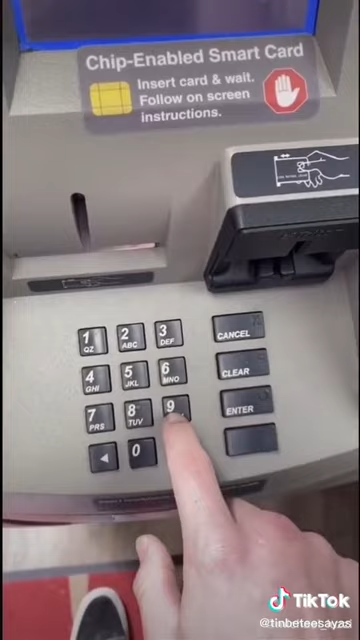 Chip-Enabled Smart Card
Insert card & wait.
Follow on screen
instructions.
1
QZ
2
ABC
3
DEF
CANCEL
4
GHI
5
JKL
6
MNO
CLEAR
7
PRS
8
TUV
9
ENTER
0
TikTok